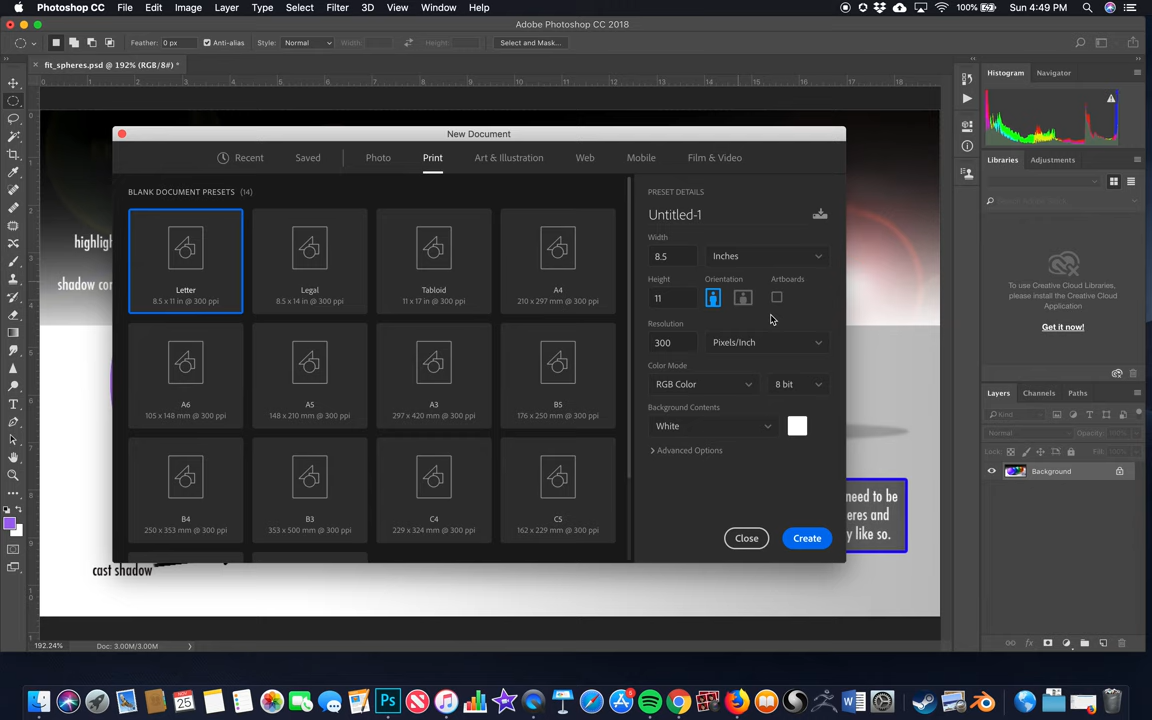 Photoshop CC File Edit Image Layer Type Select Filter 3D View Window Help 100% Sun 4:49 PM
Adobe Photoshop CC 2018
Feather: 0 px Anti-alias Style: Normal Width: Height: Select and Mask...
× fit_spheres.psd @ 192% (RGB/8#) *
Histogram Navigator
New Document
Recent Saved Photo Print Art & Illustration Web Mobile Film & Video
Libraries Adjustments
BLANK DOCUMENT PRESETS (14)
PRESET DETAILS
Untitled-1
Width
8.5 Inches
Height Orientation Artboards
11
Resolution
300 Pixels/Inch
Color Mode
RGB Color 8 bit
Background Contents
White
Advanced Options
Close Create
Letter
8.5 x 11 in @ 300 ppi
Legal
8.5 x 14 in @ 300 ppi
Tabloid
11 x 17 in @ 300 ppi
A4
210 x 297 mm @ 300 ppi
A6
105 x 148 mm @ 300 ppi
A5
148 x 210 mm @ 300 ppi
A3
297 x 420 mm @ 300 ppi
B5
176 x 250 mm @ 300 ppi
B4
250 x 353 mm @ 300 ppi
B3
353 x 500 mm @ 300 ppi
C4
229 x 324 mm @ 300 ppi
C5
162 x 229 mm @ 300 ppi
highlig
shadow cor
cast shadow
need to be
eres and
y like so.
To use Creative Cloud Libraries,
please install the Creative Cloud
Application
Get it now!
Layers Channels Paths
Kind
Normal Opacity: 100%
Lock: Fill: 100%
Background
192.24% Doc: 3.00M/3.00M